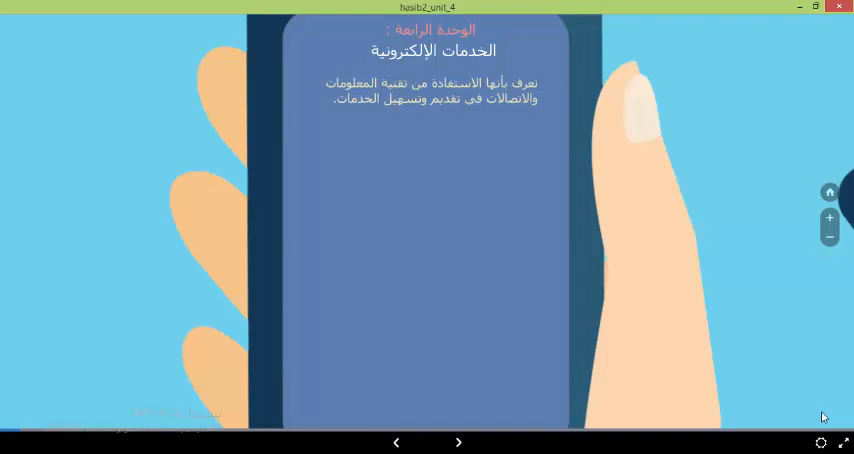 hasib2_unit_4
الوحدة الرابعة :
الخدمات الإلكترونية
تعرف بأنها الاستفادة من تقنية المعلومات
والاتصالات في تقديم وتسهيل الخدمات.